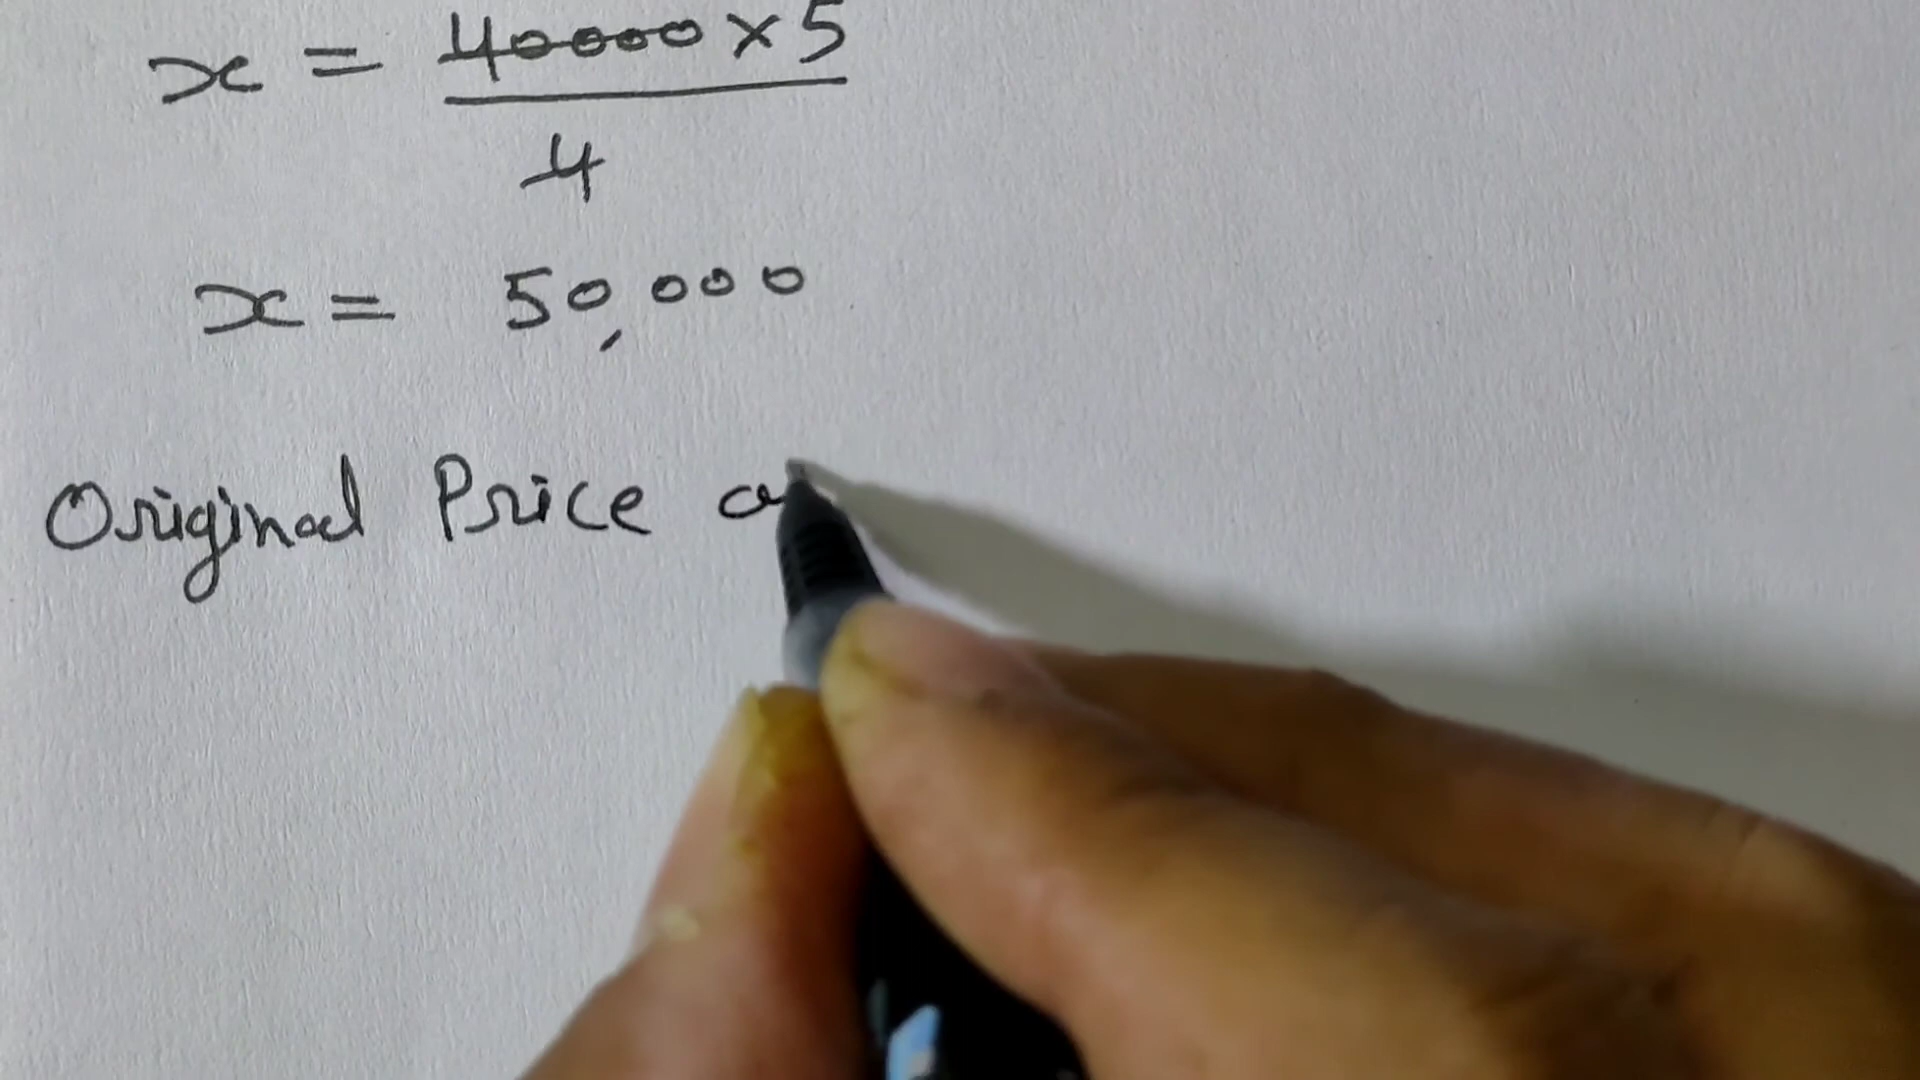 x = 40000 × 5
4
x = 50,000
Original Price o